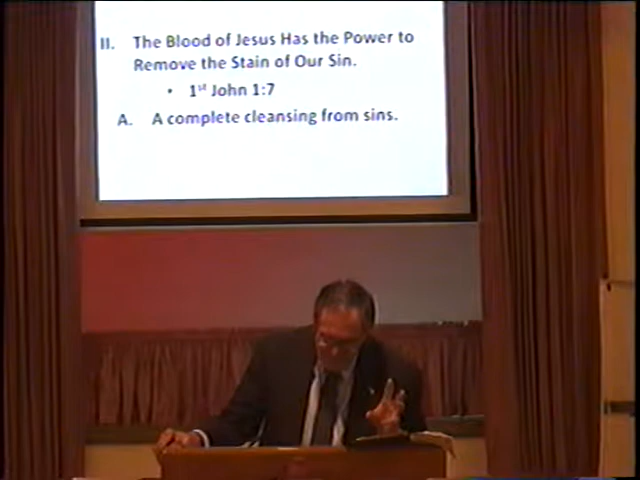 II. The Blood of Jesus Has the Power to
Remove the Stain of Our Sin.
• 1st John 1:7
A. A complete cleansing from sins.